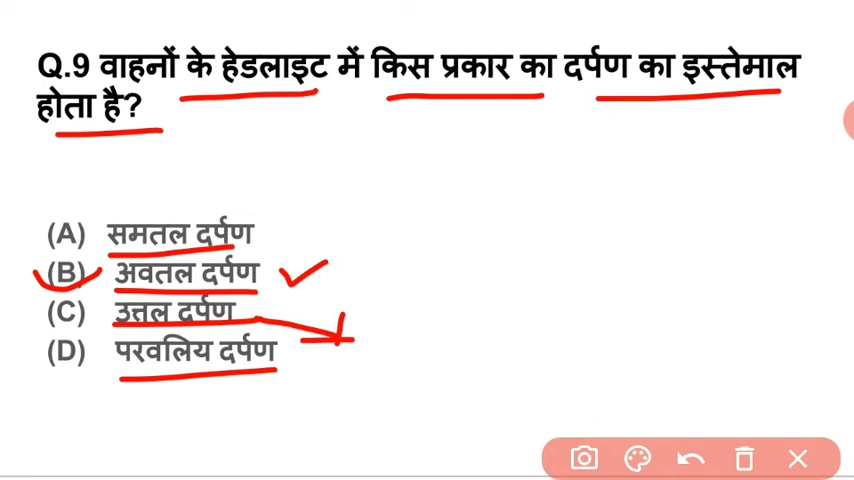 Q.9 वाहनों के हेडलाइट में किस प्रकार का दर्पण का इस्तेमाल
होता है?
(A) समतल दर्पण
(B) अवतल दर्पण
(C) उत्तल दर्पण
(D) परवलिय दर्पण